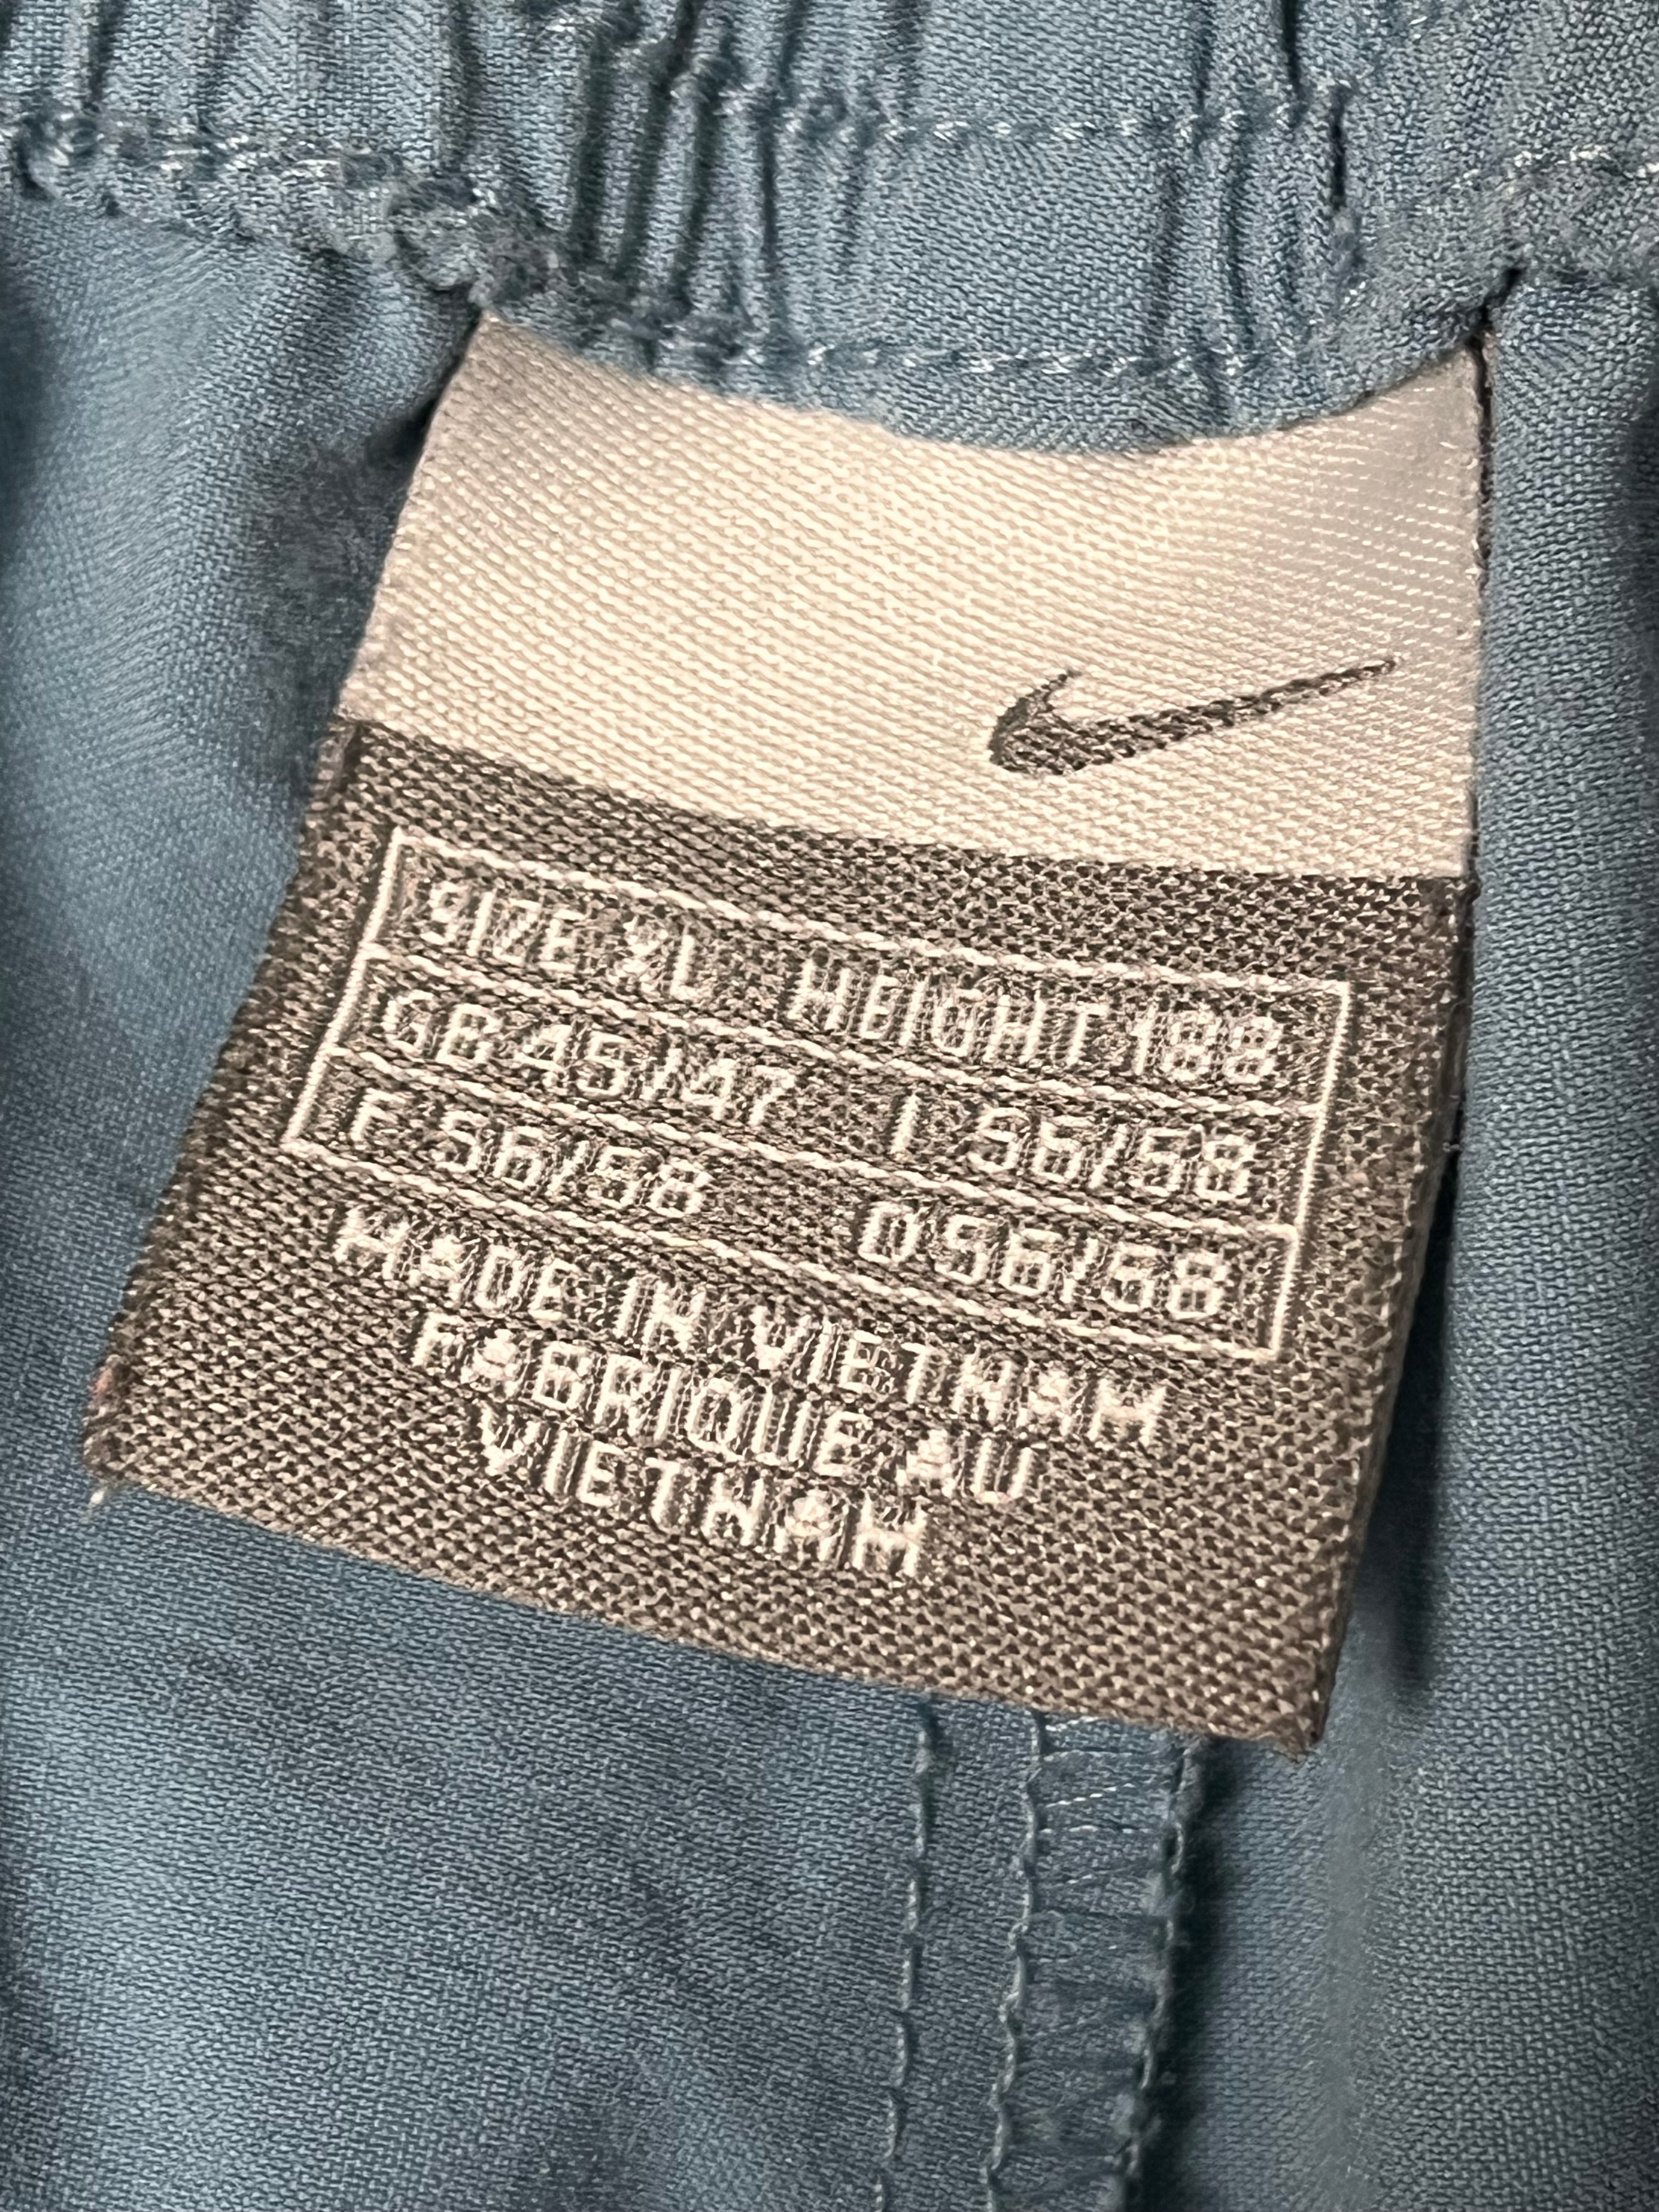 SIZE XL HEIGHT 188
GB 45/47 I 56/58
F 56/58 D 56/58
MADE IN VIETNAM
FABRIQUE AU
VIETNAM